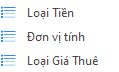 Loại Tiền
Đơn vị tính
Loại Giá Thuê